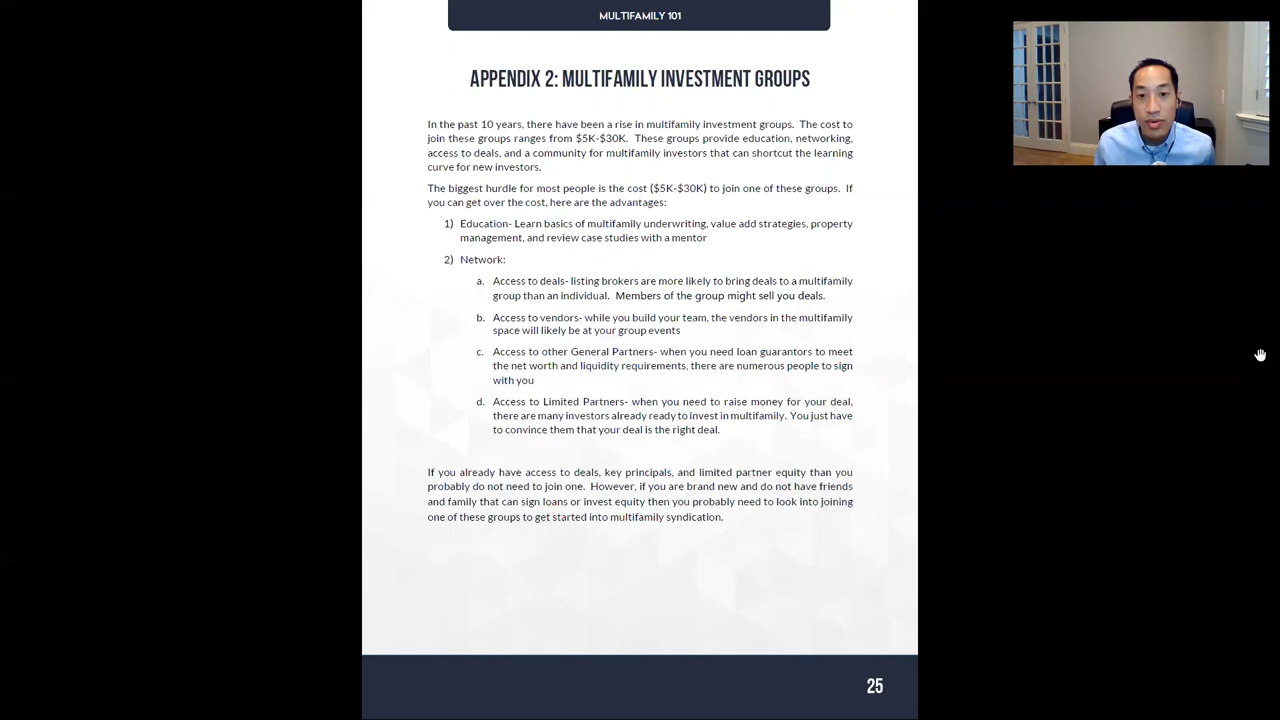 MULTIFAMILY 101
APPENDIX 2: MULTIFAMILY INVESTMENT GROUPS
In the past 10 years, there have been a rise in multifamily investment groups. The cost to
join these groups ranges from $5K-$30K. These groups provide education, networking,
access to deals, and a community for multifamily investors that can shortcut the learning
curve for new investors.
The biggest hurdle for most people is the cost ($5K-$30K) to join one of these groups. If
you can get over the cost, here are the advantages:
1) Education- Learn basics of multifamily underwriting, value add strategies, property
management, and review case studies with a mentor
2) Network:
a. Access to deals- listing brokers are more likely to bring deals to a multifamily
group than an individual. Members of the group might sell you deals.
b. Access to vendors- while you build your team, the vendors in the multifamily
space will likely be at your group events
c. Access to other General Partners- when you need loan guarantors to meet
the net worth and liquidity requirements, there are numerous people to sign
with you
d. Access to Limited Partners- when you need to raise money for your deal,
there are many investors already ready to invest in multifamily. You just have
to convince them that your deal is the right deal.
If you already have access to deals, key principals, and limited partner equity than you
probably do not need to join one. However, if you are brand new and do not have friends
and family that can sign loans or invest equity then you probably need to look into joining
one of these groups to get started into multifamily syndication.
25